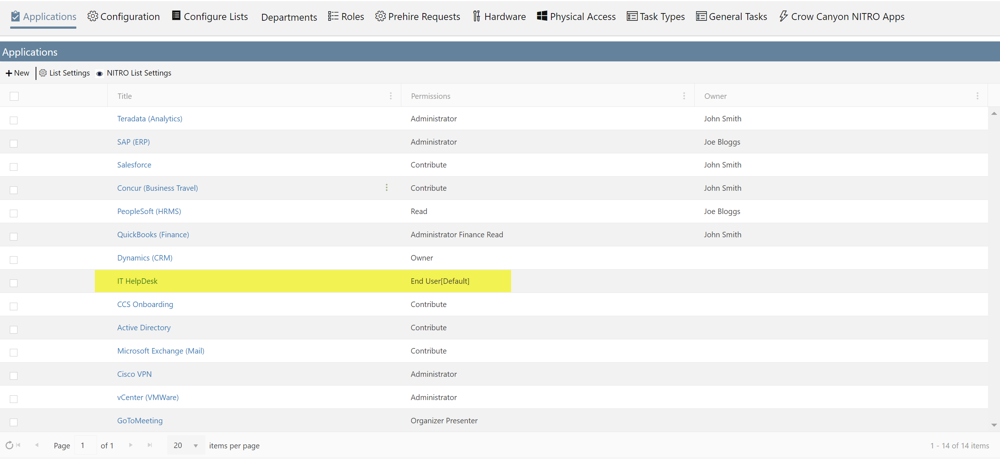 Applications Configuration Configure Lists Departments Roles Prehire Requests Hardware Physical Access Task Types General Tasks Crow Canyon NITRO Apps
Applications
New List Settings NITRO List Settings
Title Permissions Owner
Teradata (Analytics) Administrator John Smith
SAP (ERP) Administrator Joe Bloggs
Salesforce Contribute John Smith
Concur (Business Travel) Contribute John Smith
PeopleSoft (HRMS) Read Joe Bloggs
QuickBooks (Finance) Administrator Finance Read John Smith
Dynamics (CRM) Owner
IT HelpDesk End User[Default]
CCS Onboarding Contribute
Active Directory Contribute
Microsoft Exchange (Mail) Contribute
Cisco VPN Administrator
vCenter (VMWare) Administrator
GoToMeeting Organizer Presenter
Page 1 of 1 20 items per page 1 - 14 of 14 items